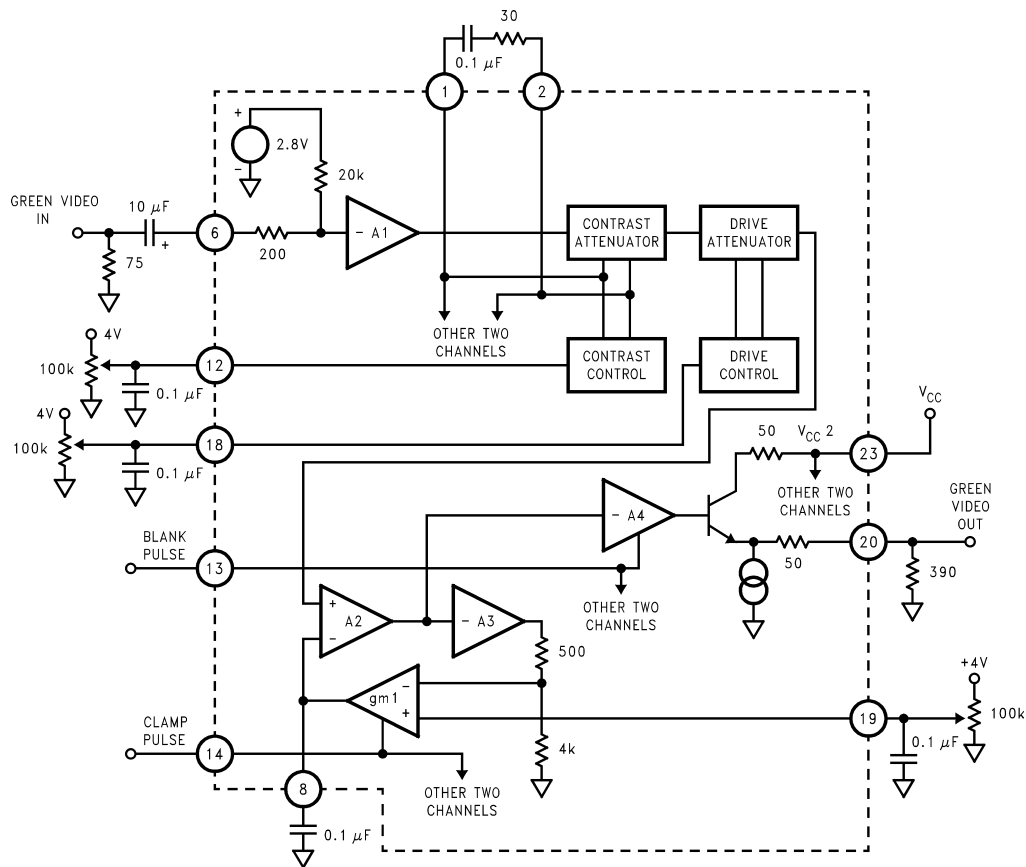 30
0.1 μF
1
2
+
2.8V
-
20k
GREEN VIDEO
IN
10 μF
+
6
200
75
- A1
CONTRAST
ATTENUATOR
DRIVE
ATTENUATOR
OTHER TWO
CHANNELS
4V
100k
12
0.1 μF
CONTRAST
CONTROL
DRIVE
CONTROL
4V
100k
18
0.1 μF
VCC
50
VCC 2
23
OTHER TWO
CHANNELS
GREEN
VIDEO
OUT
- A4
BLANK
PULSE
13
50
20
390
OTHER TWO
CHANNELS
+
A2
-
- A3
500
gm1
-
+
+4V
19
100k
0.1 μF
CLAMP
PULSE
14
4k
OTHER TWO
CHANNELS
8
0.1 μF